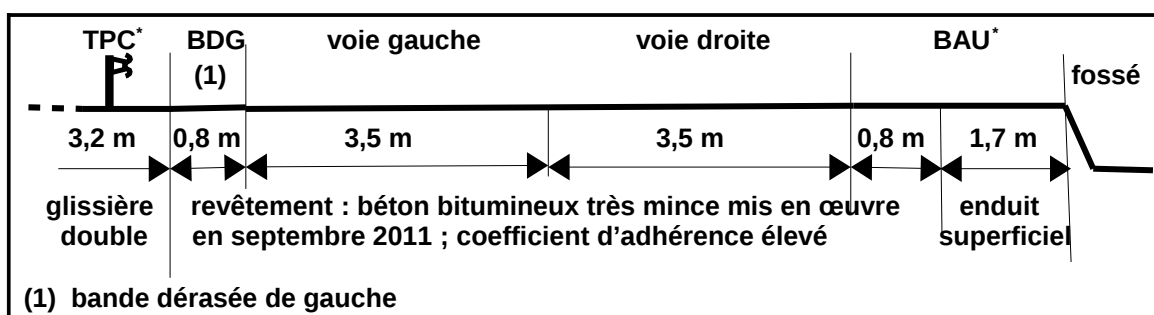 TPC* BDG voie gauche voie droite BAU*
(1) fossé
3,2 m 0,8 m 3,5 m 3,5 m 0,8 m 1,7 m
glissière revêtement : béton bitumineux très mince mis en œuvre enduit
double en septembre 2011 ; coefficient d’adhérence élevé superficiel
(1) bande dérasée de gauche